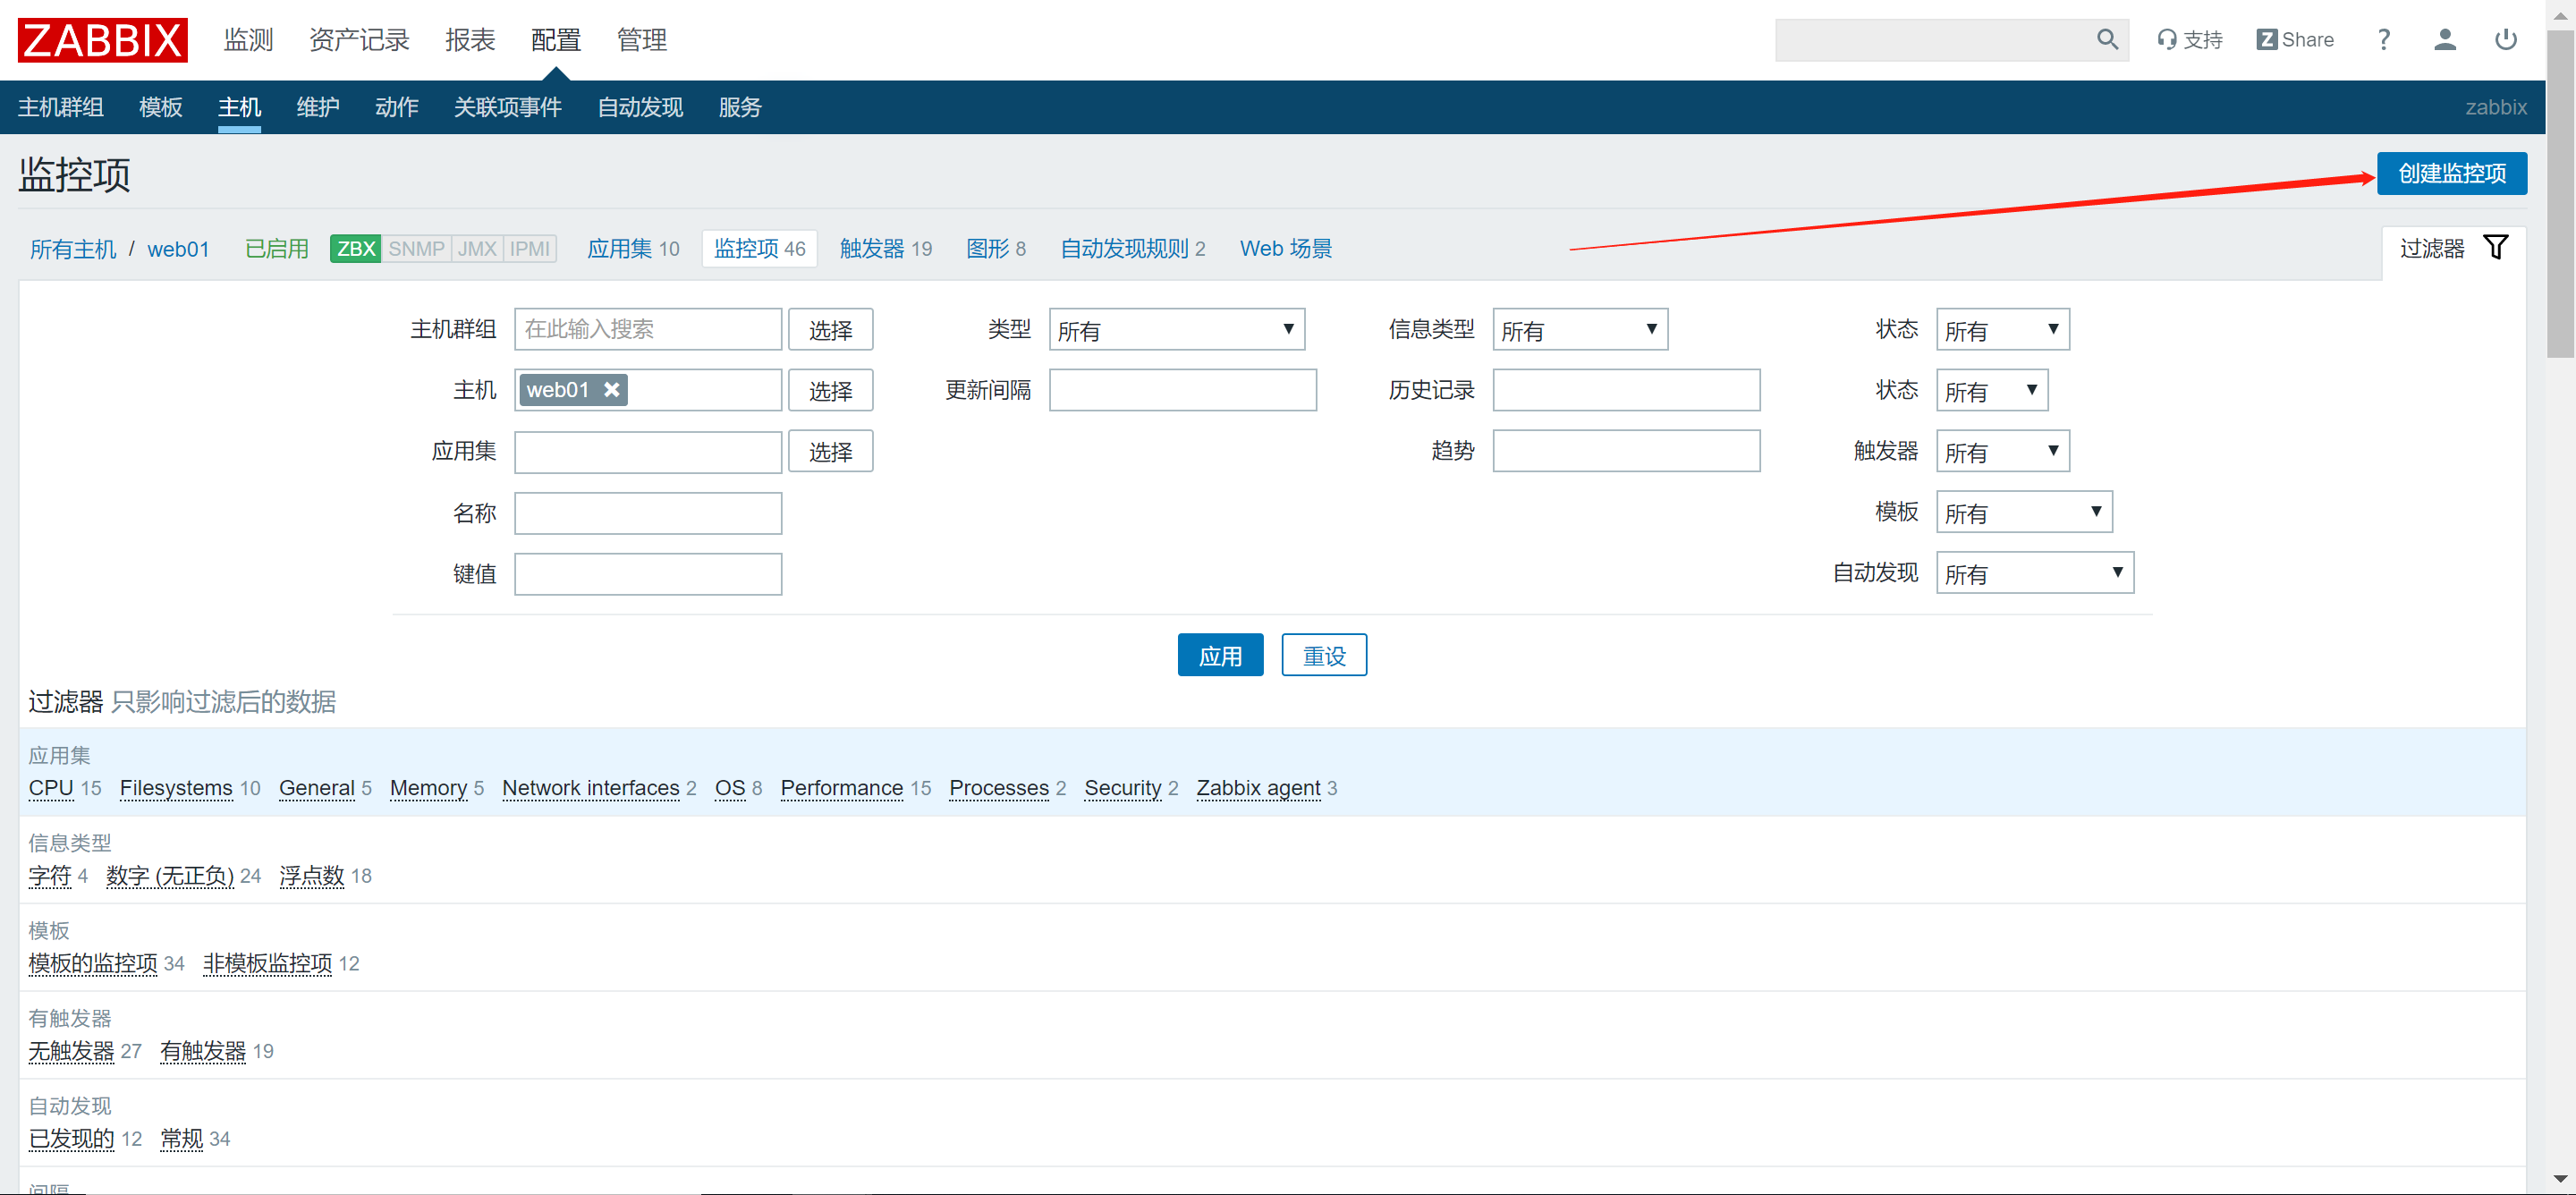 ZABBIX 监测 资产记录 报表 配置 管理 支持 Z Share ?
主机群组 模板 主机 维护 动作 关联项事件 自动发现 服务 zabbix
监控项 创建监控项
所有主机 / web01 已启用 ZBX SNMP JMX IPMI 应用集 10 监控项 46 触发器 19 图形 8 自动发现规则 2 Web 场景 过滤器
主机群组 在此输入搜索 选择 类型 所有 信息类型 所有 状态 所有
主机 web01 选择 更新间隔 历史记录 状态 所有
应用集 选择 趋势 触发器 所有
名称 模板 所有
键值 自动发现 所有
应用 重设
过滤器 只影响过滤后的数据
应用集
CPU 15 Filesystems 10 General 5 Memory 5 Network interfaces 2 OS 8 Performance 15 Processes 2 Security 2 Zabbix agent 3
信息类型
字符 4 数字 (无正负) 24 浮点数 18
模板
模板的监控项 34 非模板监控项 12
有触发器
无触发器 27 有触发器 19
自动发现
已发现的 12 常规 34
间隔